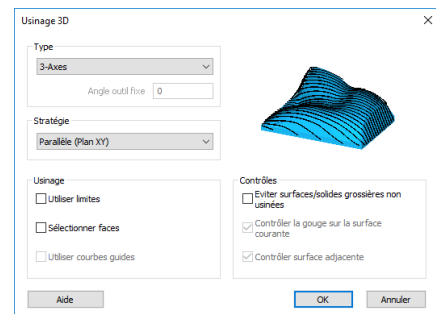 Usinage 3D
Type
3-Axes
Angle outil fixe 0
Stratégie
Parallèle (Plan XY)
Usinage
Utiliser limites
Sélectionner faces
Utiliser courbes guides
Contrôles
Eviter surfaces/solides grossières non
usinées
Contrôler la gouge sur la surface
courante
Contrôler surface adjacente
Aide
OK
Annuler